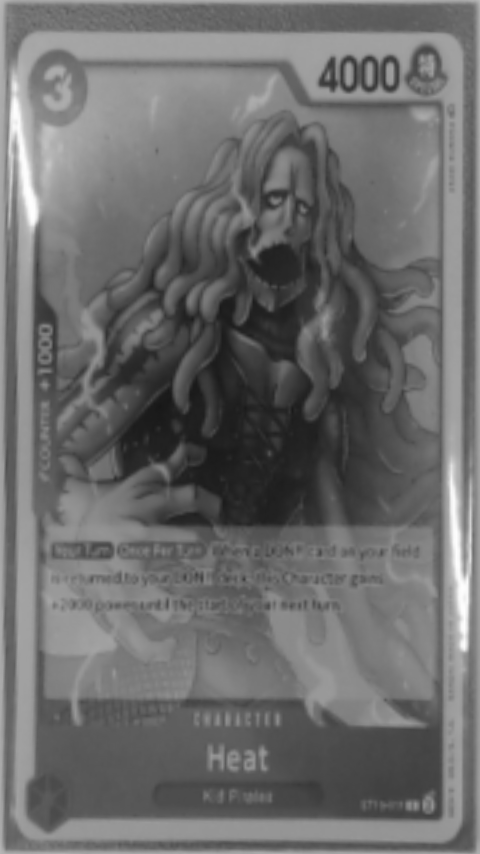 3
4000
COUNTER +1000
Your Turn Once Per Turn When a DON!! card on your field
is returned to your DON!! deck, this Character gains
+2000 power until the start of your next turn.
CHARACTER
Heat
Kid Pirates